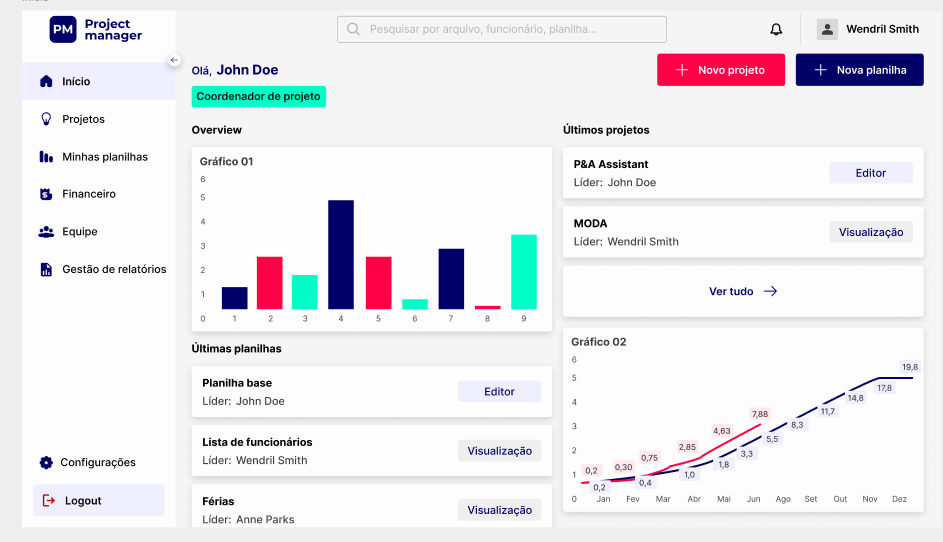 PM
Project
manager
Pesquisar por arquivo, funcionário, planilha...
Wendril Smith
Início
Projetos
Minhas planilhas
Financeiro
Equipe
Gestão de relatórios
Configurações
Logout
Olá, John Doe
Coordenador de projeto
Novo projeto
Nova planilha
Overview
Gráfico 01
6
5
4
3
2
1
0
1 2 3 4 5 6 7 8 9
Últimas planilhas
Planilha base
Líder: John Doe
Editor
Lista de funcionários
Líder: Wendril Smith
Visualização
Férias
Líder: Anne Parks
Visualização
Últimos projetos
P&A Assistant
Líder: John Doe
Editor
MODA
Líder: Wendril Smith
Visualização
Ver tudo
Gráfico 02
6
5
4
3
2
1
0
0,2 0,30 0,75 2,85 4,63 7,88
0,2 0,4 1,0 1,8 3,3 5,5 8,3 11,7 14,8 17,8 19,8
Jan Fev Mar Abr Mai Jun Ago Set Out Nov Dez